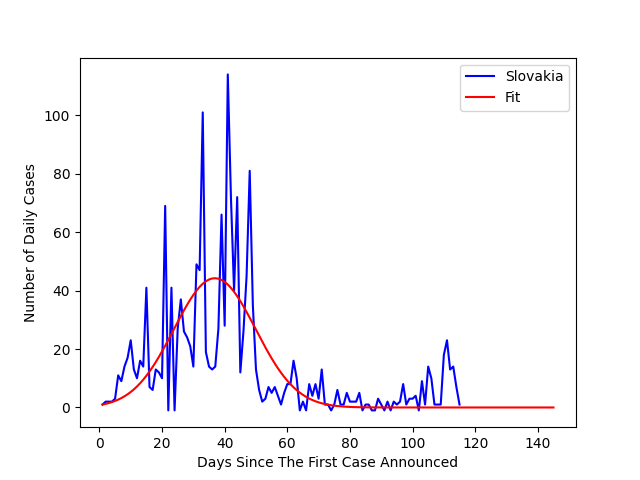 Slovakia
Fit
Number of Daily Cases
100
80
60
40
20
0
0 20 40 60 80 100 120 140
Days Since The First Case Announced